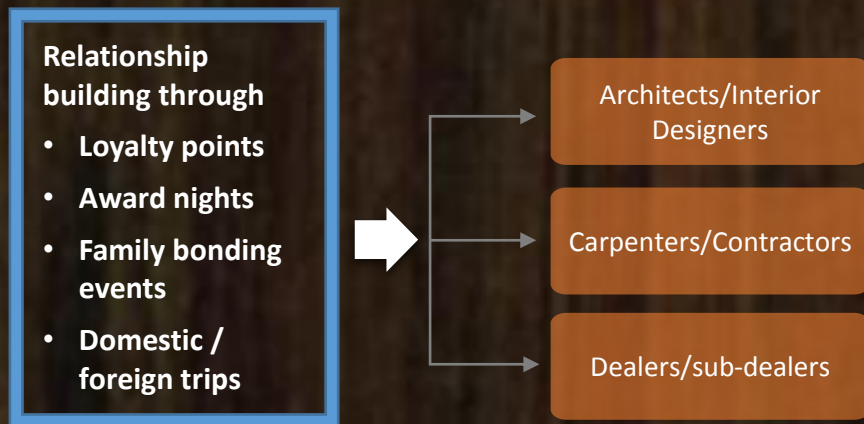 Relationship
building through
• Loyalty points
• Award nights
• Family bonding
events
• Domestic /
foreign trips
Architects/Interior
Designers
Carpenters/Contractors
Dealers/sub-dealers